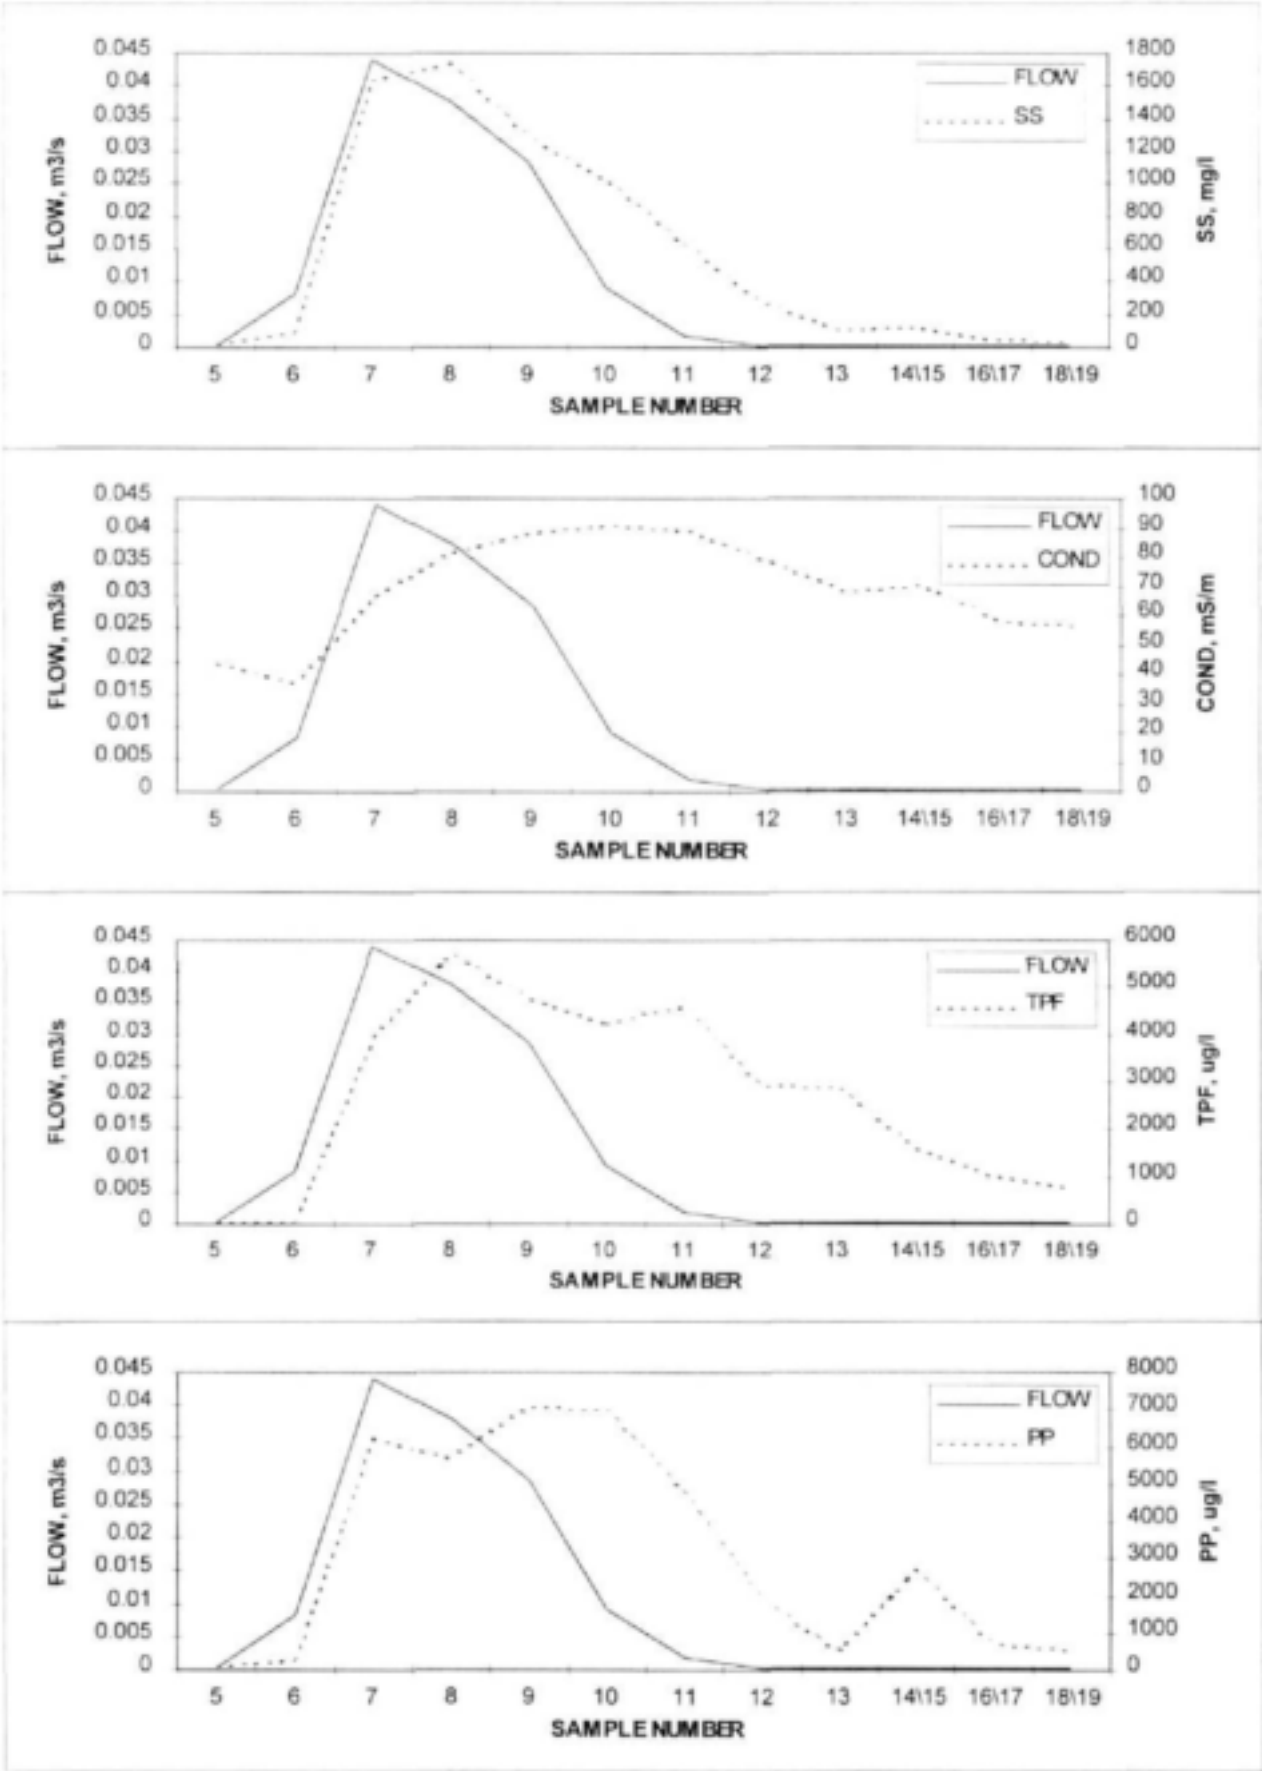 0.045 1800
0.04 FLOW 1600
0.035 SS 1400
0.03 1200
0.025 1000
0.02 800
0.015 600
0.01 400
0.005 200
0 0
FLOW, m3/s
SS, mg/l
5 6 7 8 9 10 11 12 13 14\15 16\17 18\19
SAMPLE NUMBER
0.045 100
0.04 FLOW 90
0.035 COND 80
0.03 70
0.025 60
0.02 50
0.015 40
0.01 30
0.005 20
0 10
0
FLOW, m3/s
COND, mS/m
5 6 7 8 9 10 11 12 13 14\15 16\17 18\19
SAMPLE NUMBER
0.045 6000
0.04 FLOW 5000
0.035 TPF
0.03 4000
0.025 3000
0.02
0.015 2000
0.01 1000
0.005
0 0
FLOW, m3/s
TPF, ug/l
5 6 7 8 9 10 11 12 13 14\15 16\17 18\19
SAMPLE NUMBER
0.045 8000
0.04 FLOW 7000
0.035 PP 6000
0.03 5000
0.025 4000
0.02 3000
0.015 2000
0.01 1000
0.005
0 0
FLOW, m3/s
PP, ug/l
5 6 7 8 9 10 11 12 13 14\15 16\17 18\19
SAMPLE NUMBER